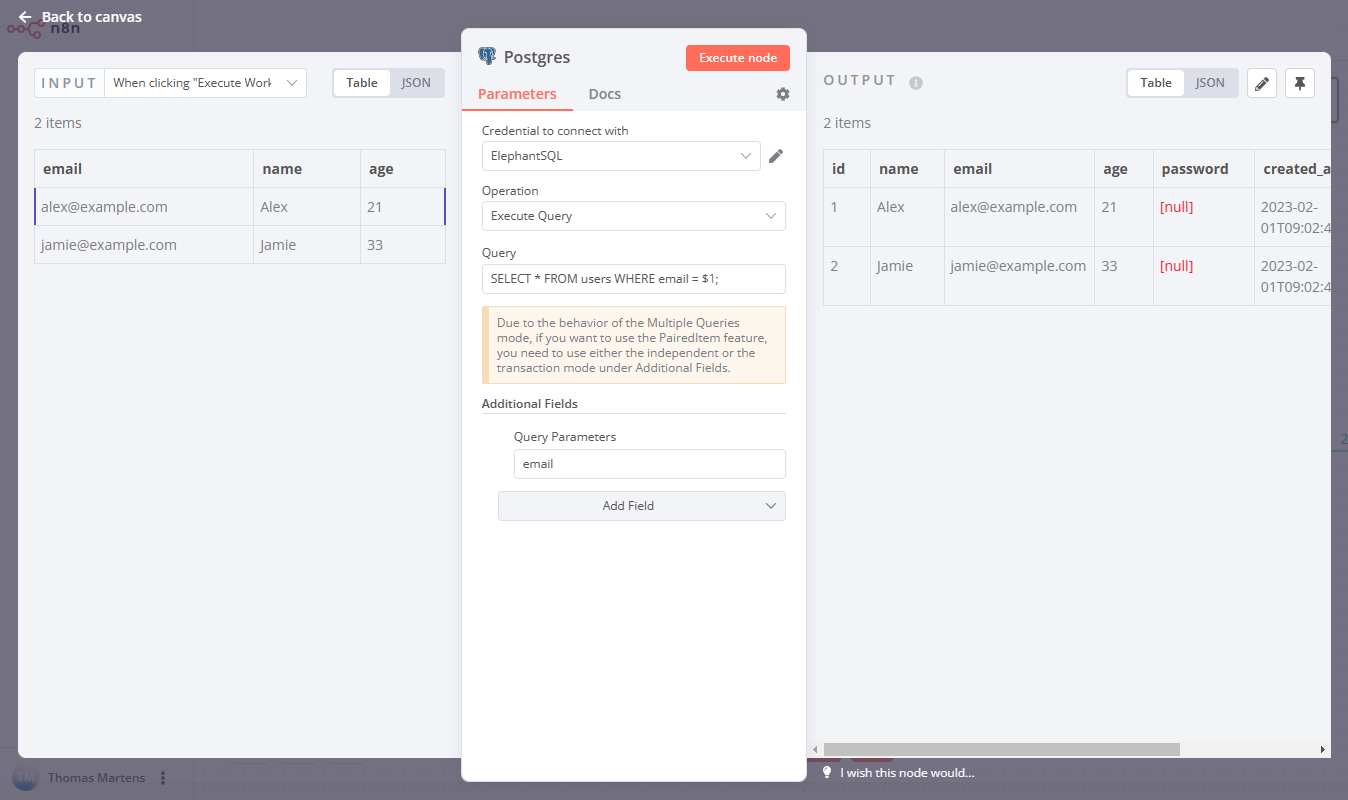 Back to canvas
n8n
INPUT
When clicking "Execute Work
Table
JSON
2 items
email
name
age
alex@example.com
Alex
21
jamie@example.com
Jamie
33
Postgres
Execute node
Parameters
Docs
Credential to connect with
ElephantSQL
Operation
Execute Query
Query
SELECT * FROM users WHERE email = $1;
Due to the behavior of the Multiple Queries
mode, if you want to use the PairedItem feature,
you need to use either the independent or the
transaction mode under Additional Fields.
Additional Fields
Query Parameters
email
Add Field
OUTPUT
Table
JSON
2 items
id
name
email
age
password
created_a
1
Alex
alex@example.com
21
[null]
2023-02-
01T09:02:4
2
Jamie
jamie@example.com
33
[null]
2023-02-
01T09:02:4
2
TM
Thomas Martens
I wish this node would...